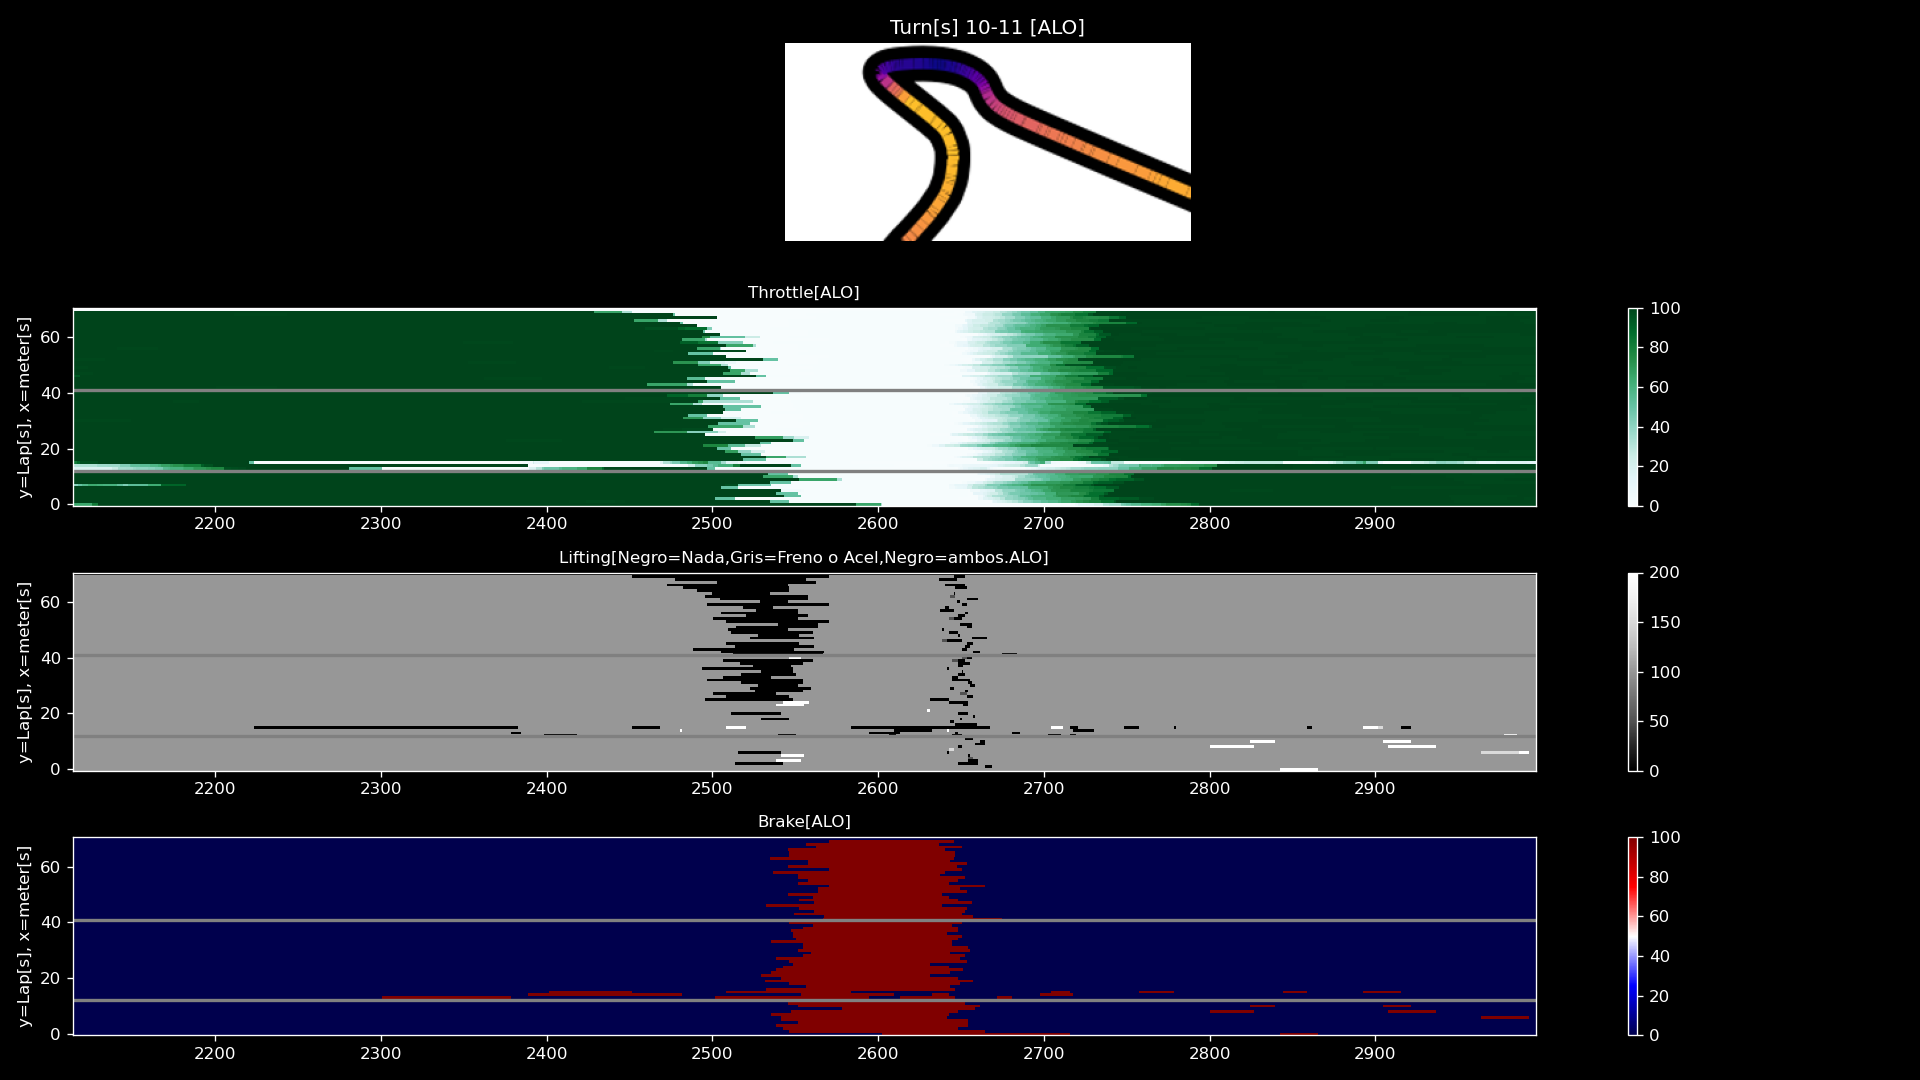 Turn[s] 10-11 [ALO]
Throttle[ALO]
y=Lap[s], x=meter[s]
60
40
20
0
2200 2300 2400 2500 2600 2700 2800 2900
100
80
60
40
20
0
Lifting[Negro=Nada,Gris=Freno o Acel,Negro=ambos.ALO]
y=Lap[s], x=meter[s]
60
40
20
0
2200 2300 2400 2500 2600 2700 2800 2900
200
150
100
50
0
Brake[ALO]
y=Lap[s], x=meter[s]
60
40
20
0
2200 2300 2400 2500 2600 2700 2800 2900
100
80
60
40
20
0